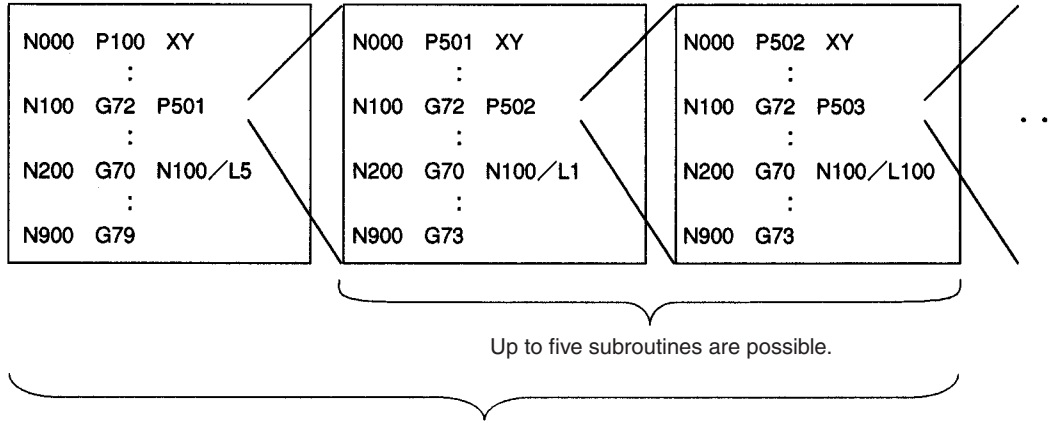 N000 P100 XY
:
N100 G72 P501
:
N200 G70 N100/L5
:
N900 G79
N000 P501 XY
:
N100 G72 P502
:
N200 G70 N100/L1
:
N900 G73
N000 P502 XY
:
N100 G72 P503
:
N200 G70 N100/L100
:
N900 G73
. .
Up to five subroutines are possible.